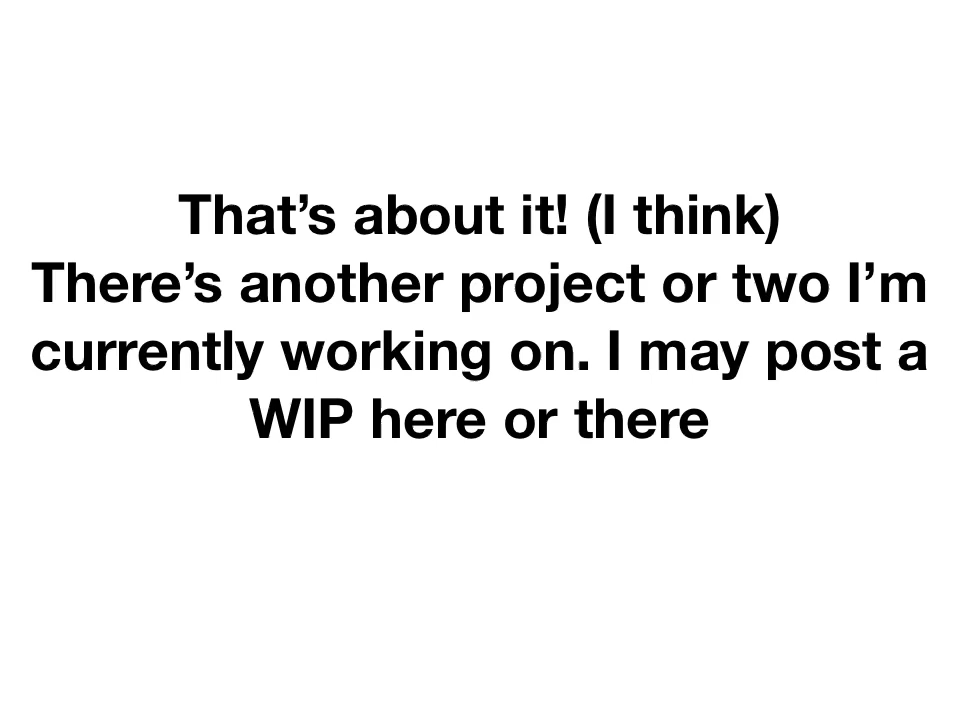 That’s about it! (I think)
There’s another project or two I’m
currently working on. I may post a
WIP here or there